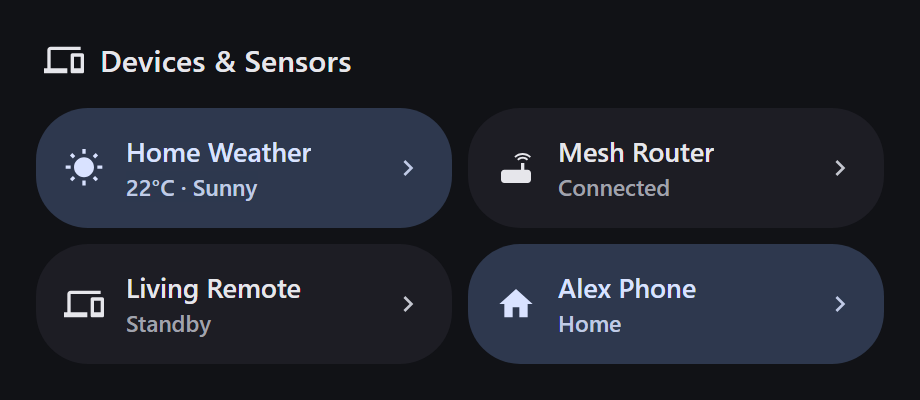 Devices & Sensors
Home Weather
22°C · Sunny
Mesh Router
Connected
Living Remote
Standby
Alex Phone
Home